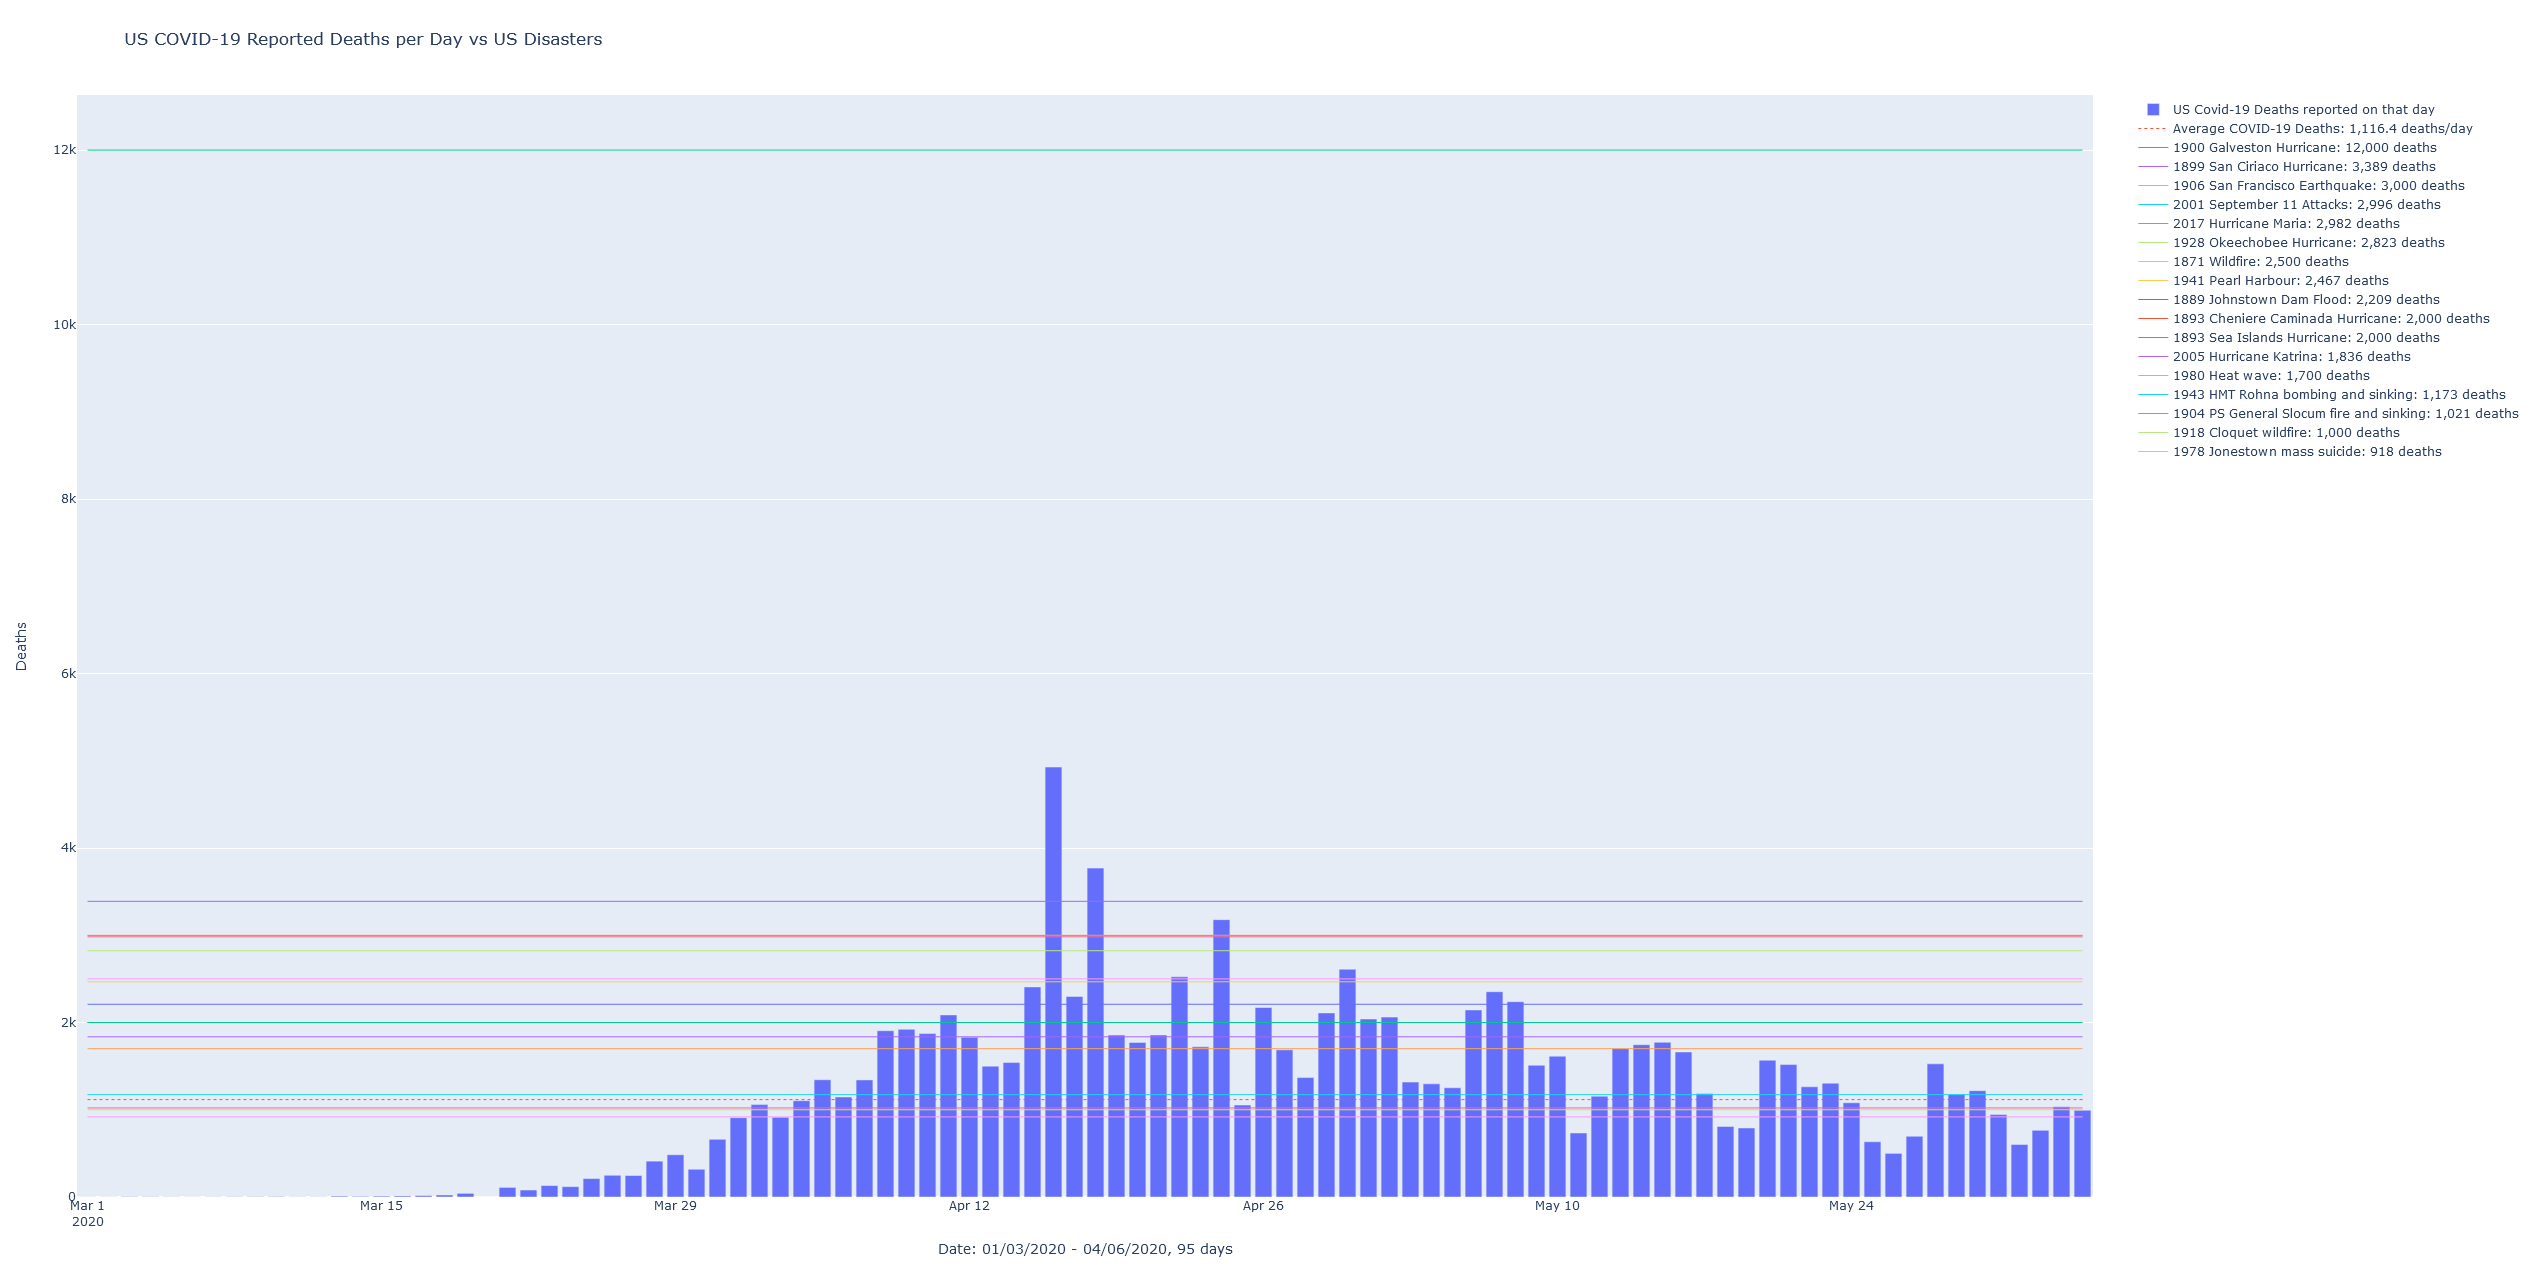 US COVID-19 Reported Deaths per Day vs US Disasters
12k
10k
8k
6k
4k
2k
0
Deaths
Mar 1
2020
Mar 15
Mar 29
Apr 12
Apr 26
May 10
May 24
Date: 01/03/2020 - 04/06/2020, 95 days
US Covid-19 Deaths reported on that day
Average COVID-19 Deaths: 1,116.4 deaths/day
1900 Galveston Hurricane: 12,000 deaths
1899 San Ciriaco Hurricane: 3,389 deaths
1906 San Francisco Earthquake: 3,000 deaths
2001 September 11 Attacks: 2,996 deaths
2017 Hurricane Maria: 2,982 deaths
1928 Okeechobee Hurricane: 2,823 deaths
1871 Wildfire: 2,500 deaths
1941 Pearl Harbour: 2,467 deaths
1889 Johnstown Dam Flood: 2,209 deaths
1893 Cheniere Caminada Hurricane: 2,000 deaths
1893 Sea Islands Hurricane: 2,000 deaths
2005 Hurricane Katrina: 1,836 deaths
1980 Heat wave: 1,700 deaths
1943 HMT Rohna bombing and sinking: 1,173 deaths
1904 PS General Slocum fire and sinking: 1,021 deaths
1918 Cloquet wildfire: 1,000 deaths
1978 Jonestown mass suicide: 918 deaths